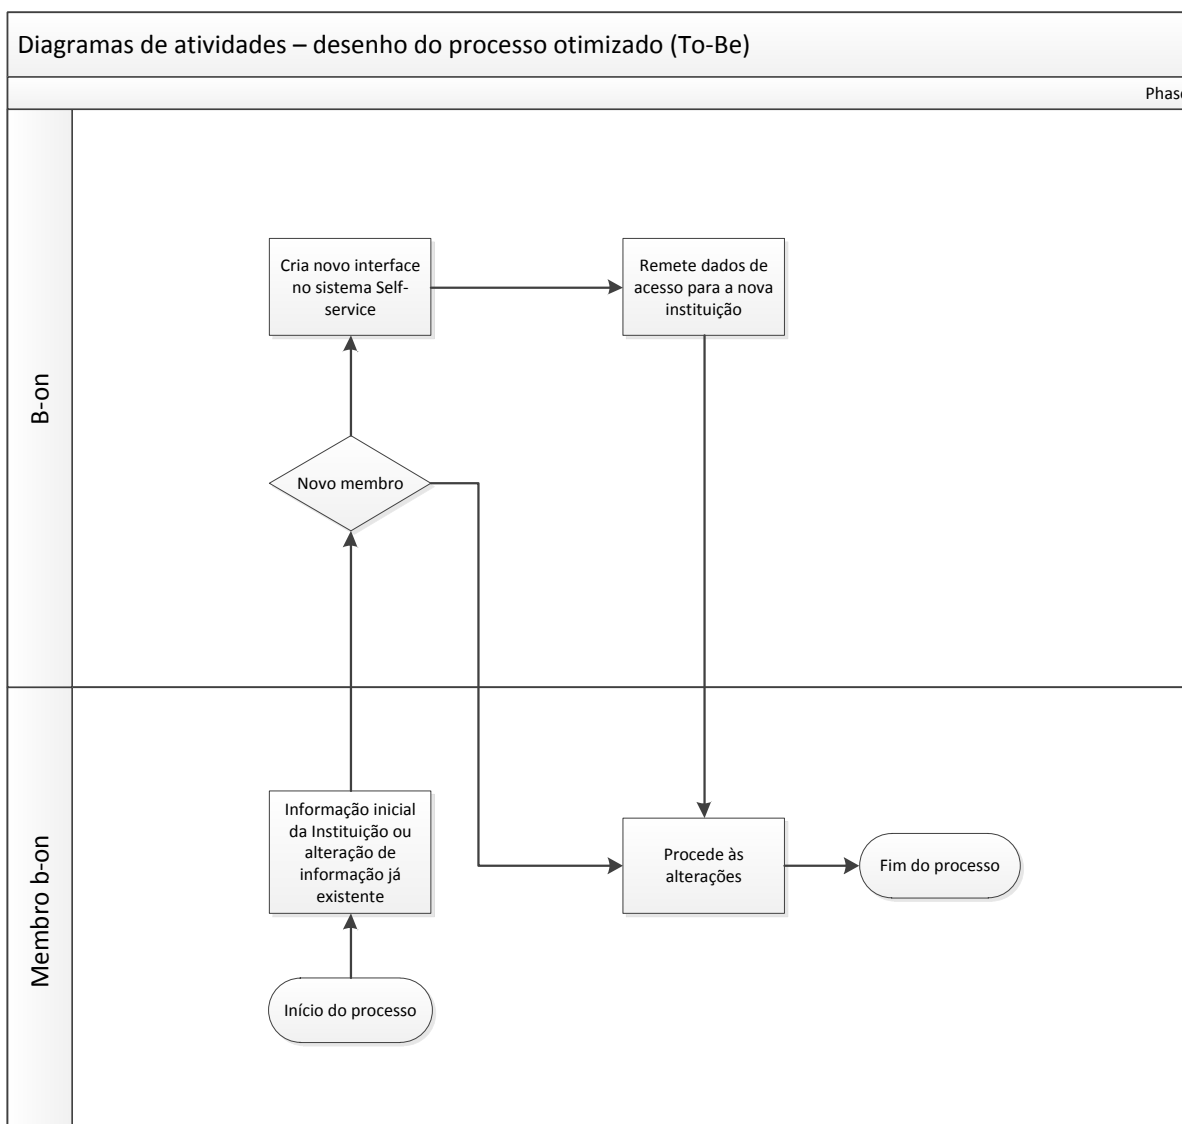 Diagramas de atividades – desenho do processo otimizado (To-Be)
Phase
B-on
Cria novo interface
no sistema Self-
service
Remete dados de
acesso para a nova
instituição
Novo membro
Membro b-on
Informação inicial
da Instituição ou
alteração de
informação já
existente
Procede às
alterações
Fim do processo
Início do processo